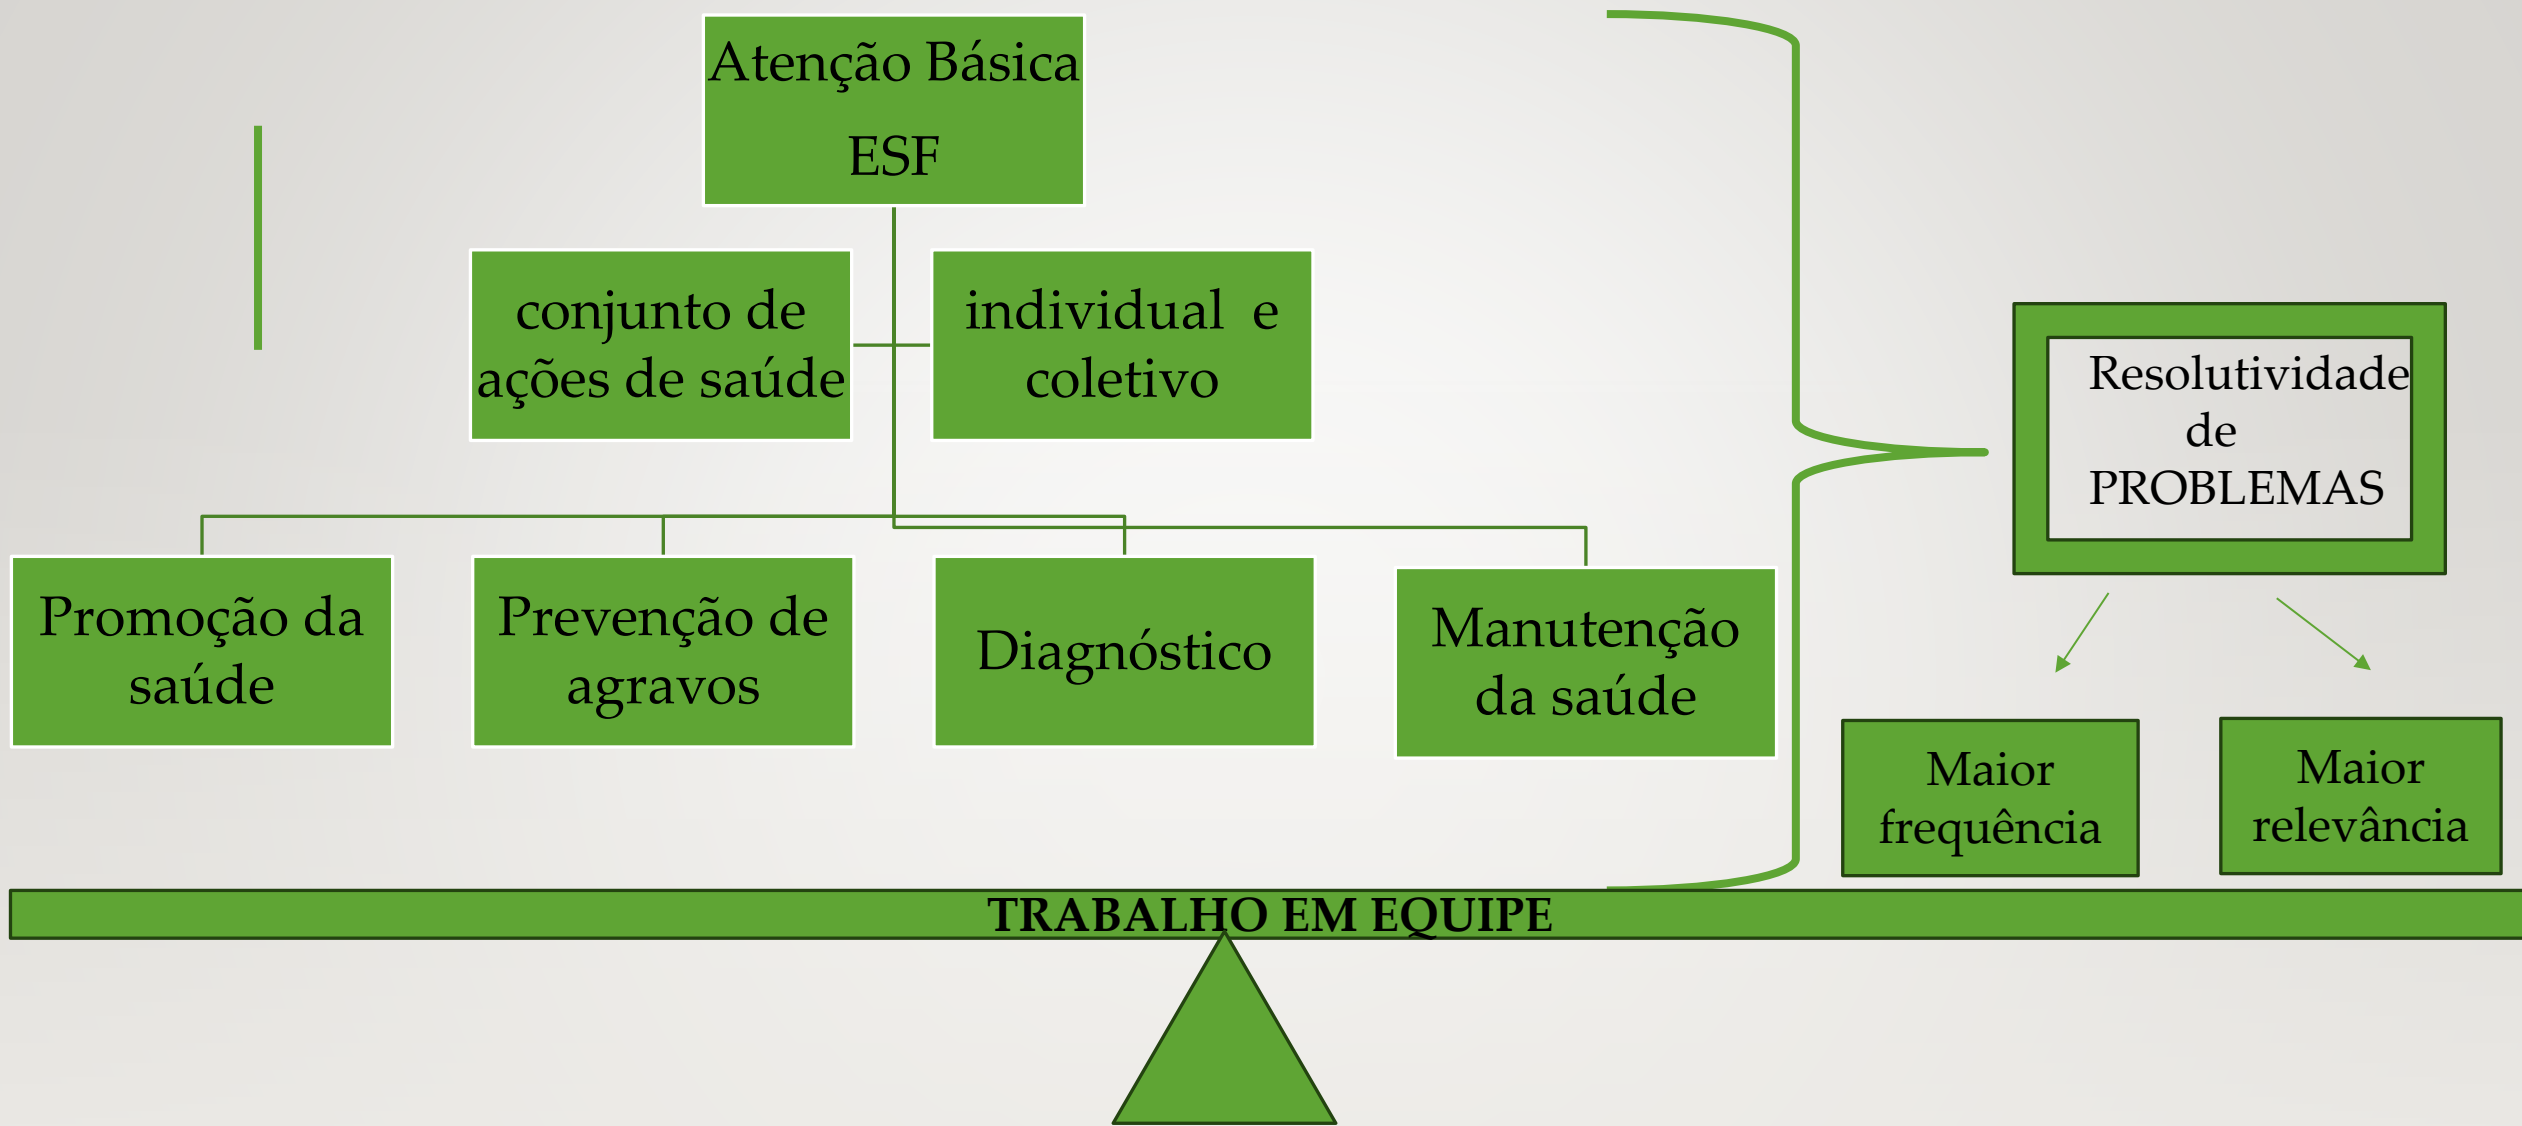 Atenção Básica
ESF
conjunto de
ações de saúde
individual e
coletivo
Promoção da
saúde
Prevenção de
agravos
Diagnóstico
Manutenção
da saúde
Resolutividade
de
PROBLEMAS
Maior
frequência
Maior
relevância
TRABALHO EM EQUIPE